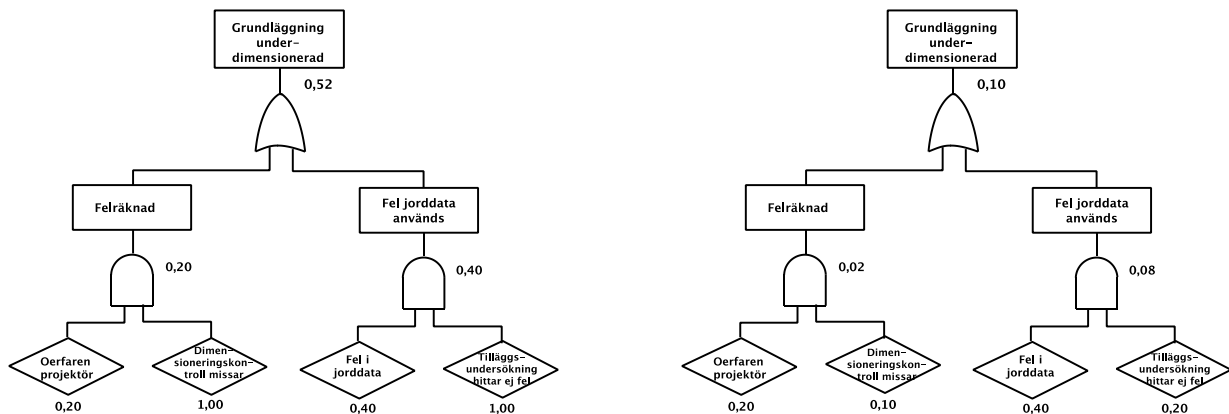 Grundläggning
under-
dimensionerad
0,52
Felräknad
Fel jorddata
används
0,20
0,40
Oerfaren
projektör
Dimen-
sioneringskon-
troll missar
Fel i
jorddata
Tilläggs-
undersökning
hittar ej fel
0,20
1,00
0,40
1,00
Grundläggning
under-
dimensionerad
0,10
Felräknad
Fel jorddata
används
0,02
0,08
Oerfaren
projektör
Dimen-
sioneringskon-
troll missar
Fel i
jorddata
Tilläggs-
undersökning
hittar ej fel
0,20
0,10
0,40
0,20